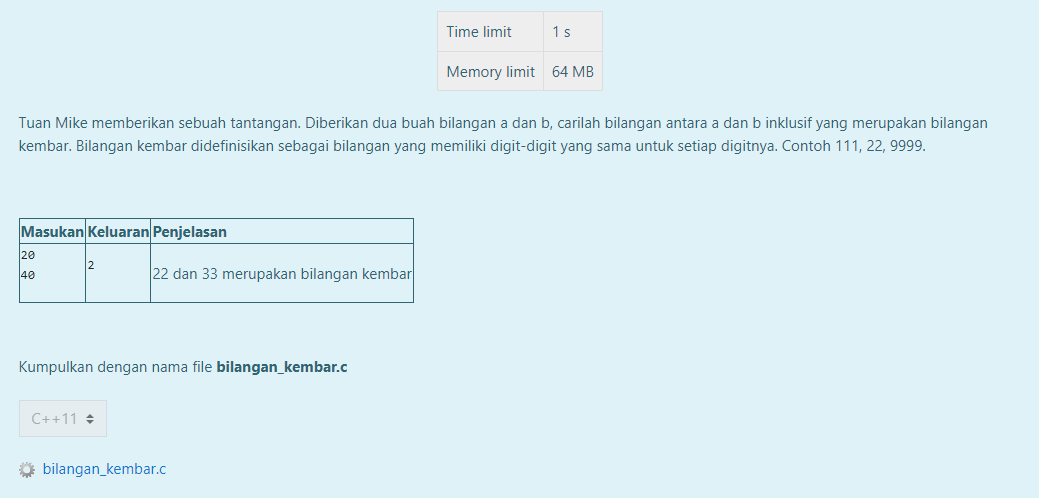 Time limit 1 s
Memory limit 64 MB
Tuan Mike memberikan sebuah tantangan. Diberikan dua buah bilangan a dan b, carilah bilangan antara a dan b inklusif yang merupakan bilangan
kembar. Bilangan kembar didefinisikan sebagai bilangan yang memiliki digit-digit yang sama untuk setiap digitnya. Contoh 111, 22, 9999.
Masukan Keluaran Penjelasan
20
40
2
22 dan 33 merupakan bilangan kembar
Kumpulkan dengan nama file bilangan_kembar.c
C++11
bilangan_kembar.c